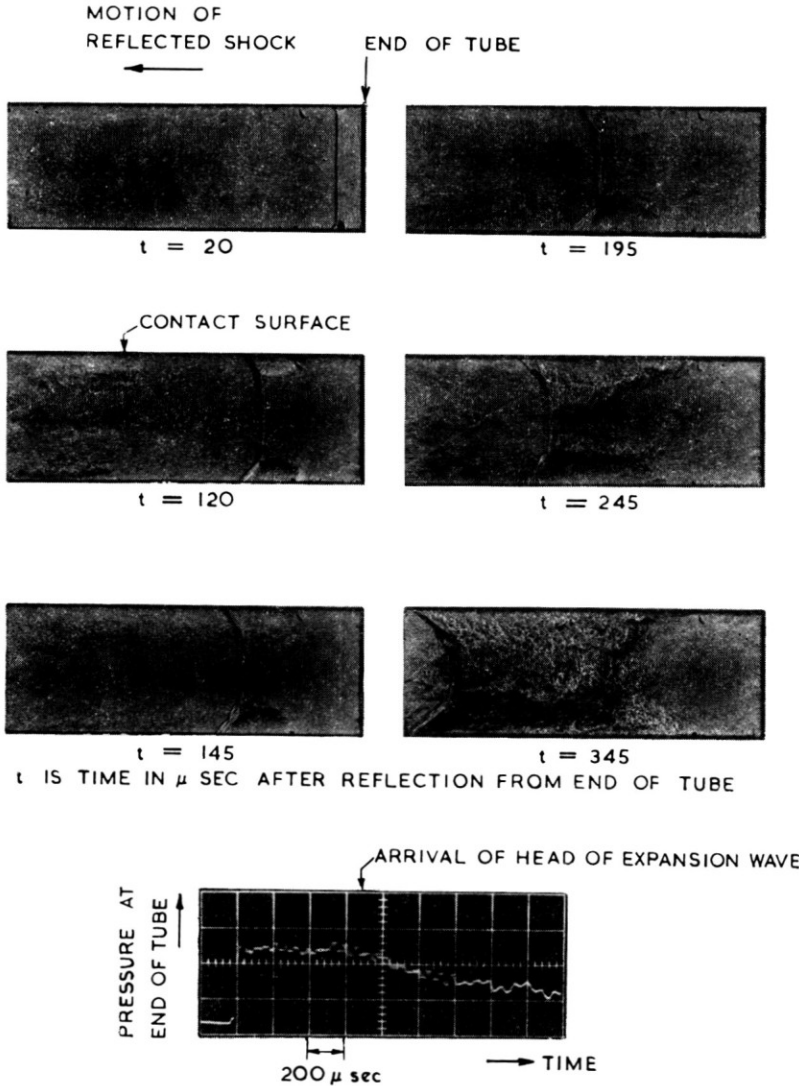 MOTION OF
REFLECTED SHOCK
END OF TUBE
t = 20
t = 195
CONTACT SURFACE
t = 120
t = 245
t = 145
t = 345
t IS TIME IN μ SEC AFTER REFLECTION FROM END OF TUBE
ARRIVAL OF HEAD OF EXPANSION WAVE
PRESSURE AT
END OF TUBE
200 μ sec
TIME